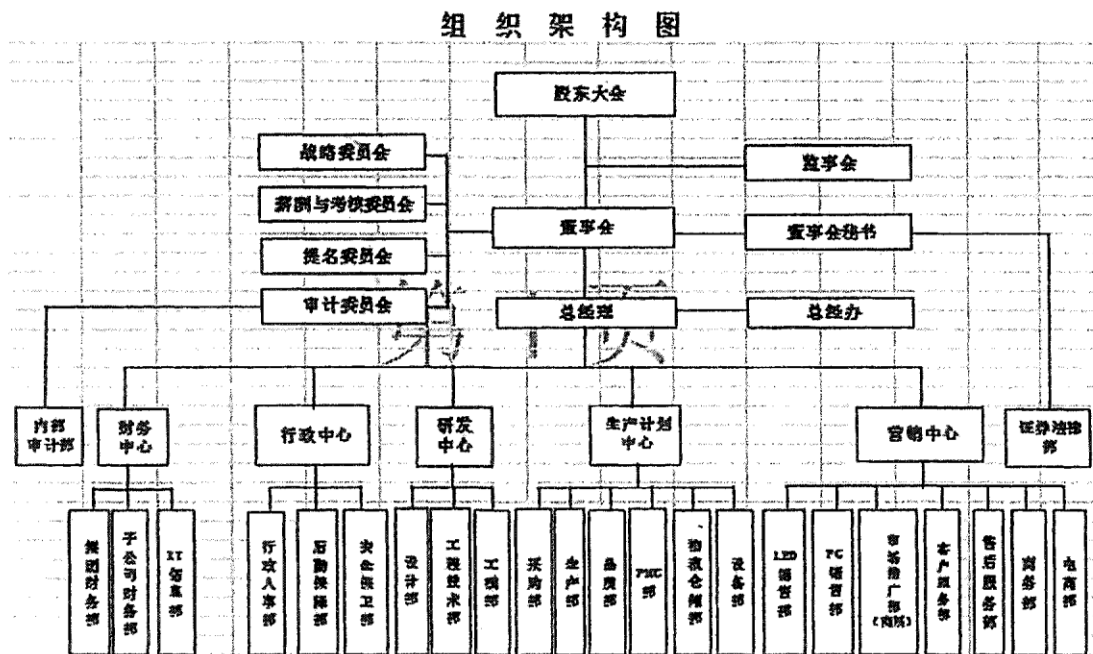 组织架构图
股东大会
战略委员会
监事会
薪酬与考核委员会
董事会
董事会秘书
提名委员会
审计委员会
总经理
总经办
内部
审计部
财务
中心
行政中心
研发
中心
生产计划
中心
营销中心
证券法律
部
集团财务部
子公司财务部
IT信息部
行政人事部
后勤保障部
安全保卫部
设计部
工程技术部
工程部
采购部
生产部
品质部
PMC部
物流仓储部
设备部
LED销售部
市场推广部
客户服务部
售后服务部
商务部
电商部